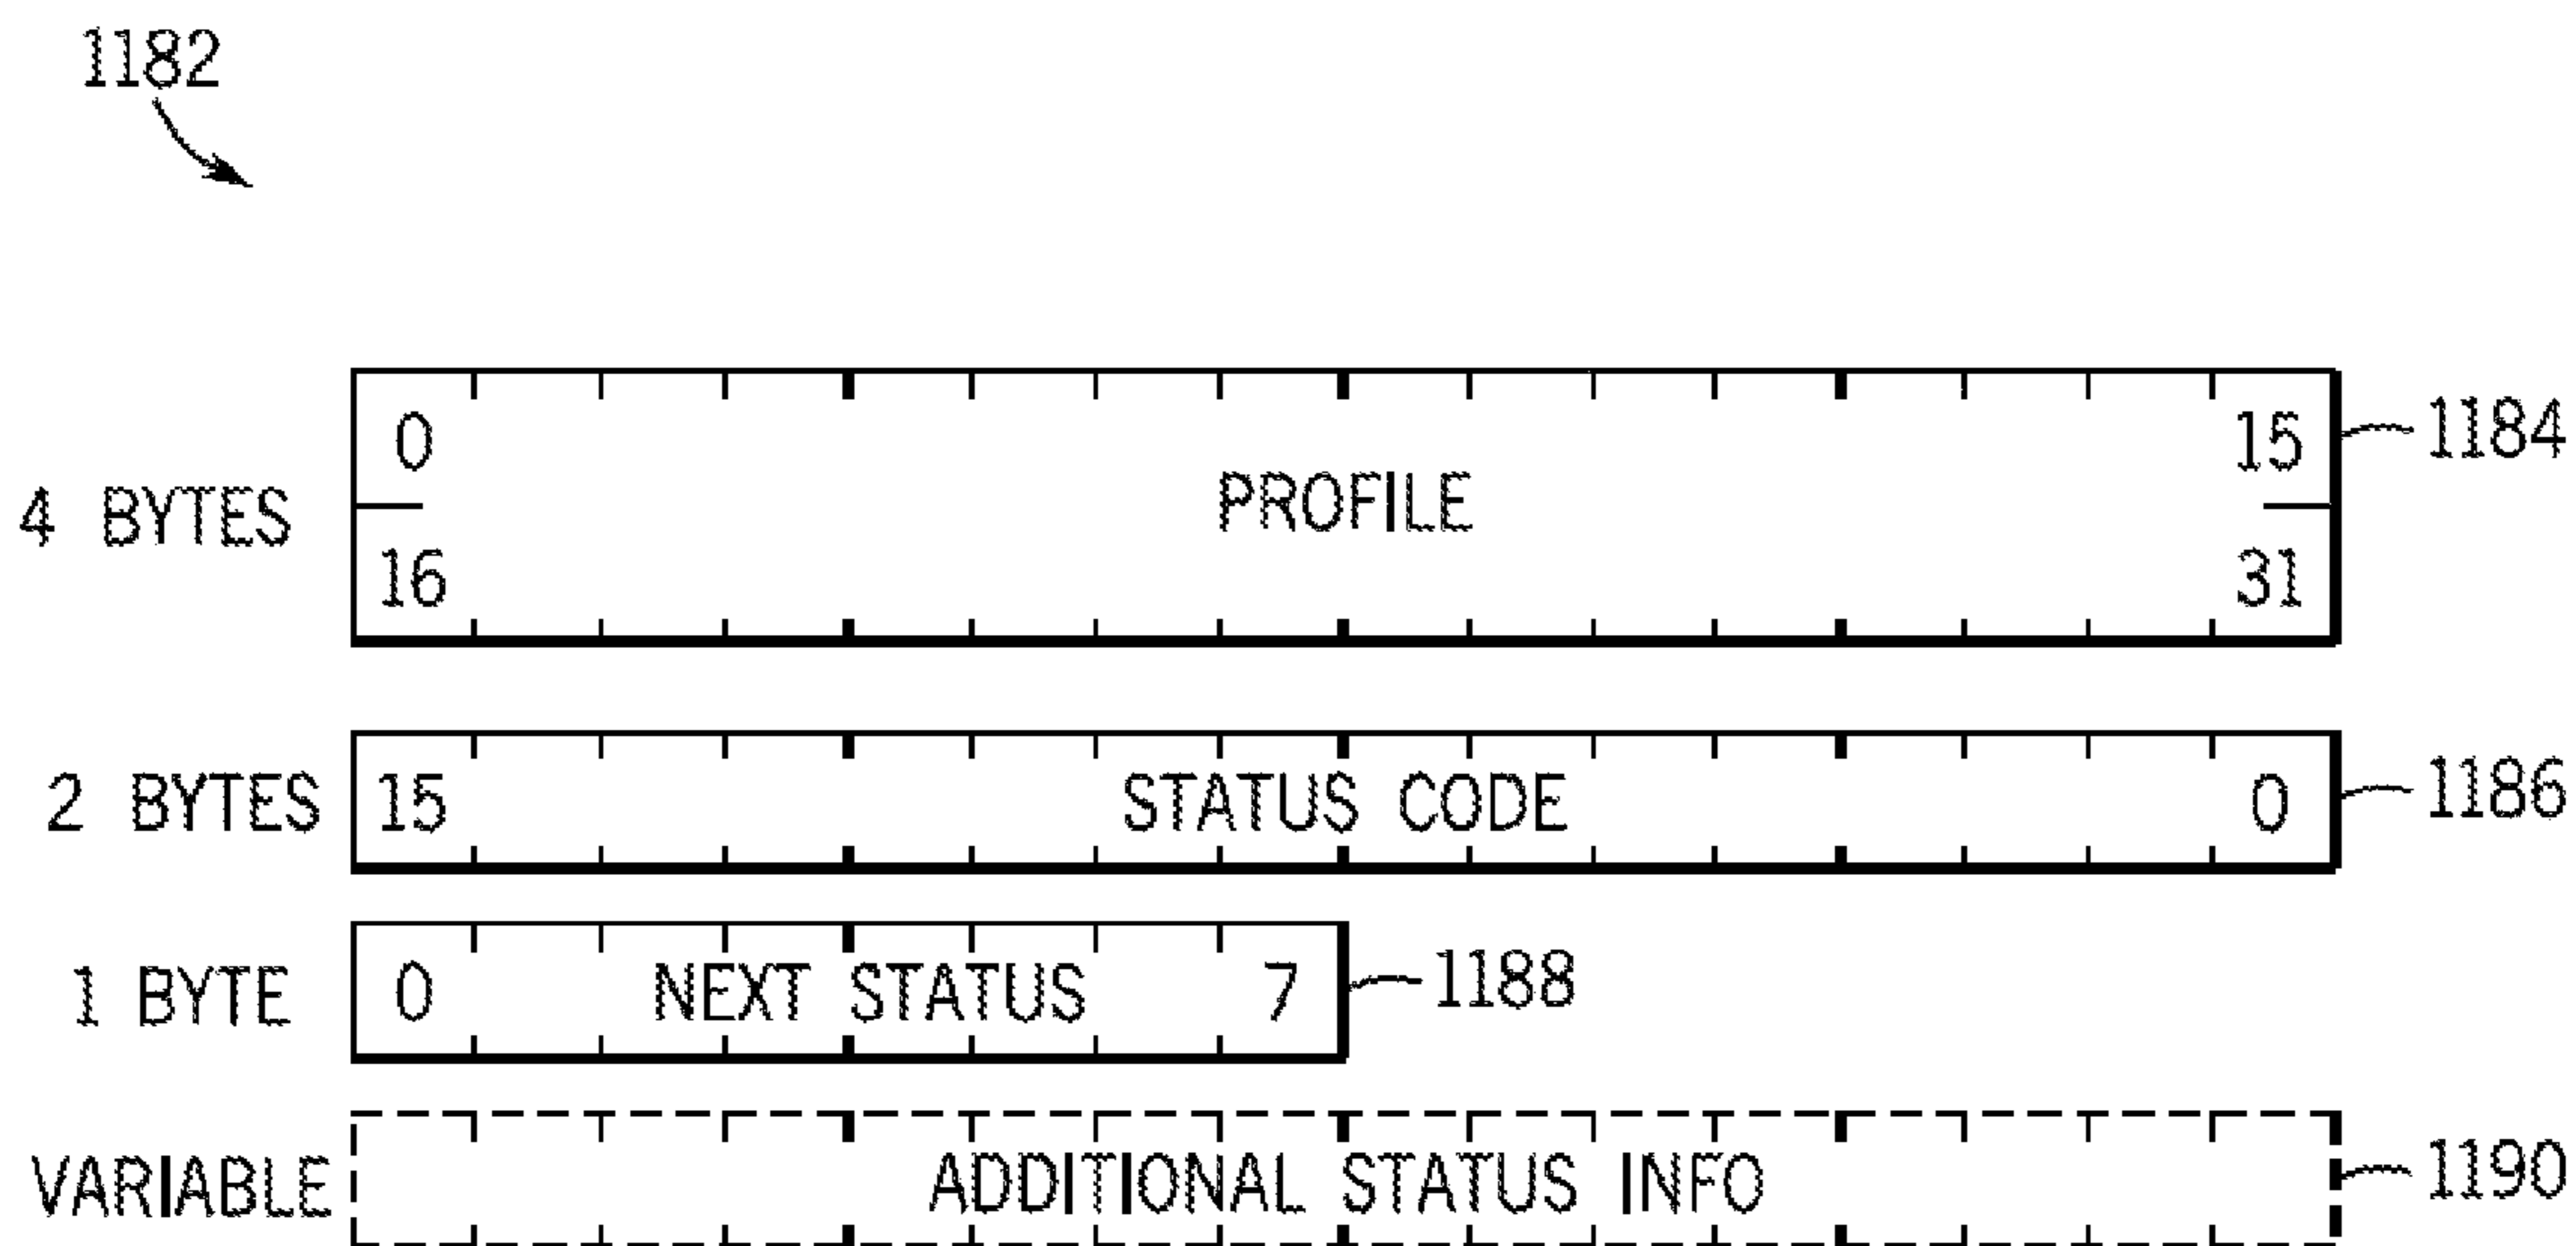 1182
0 15 1184
4 BYTES PROFILE
16 31
2 BYTES 15 STATUS CODE 0 1186
1 BYTE 0 NEXT STATUS 7 1188
VARIABLE ADDITIONAL STATUS INFO 1190